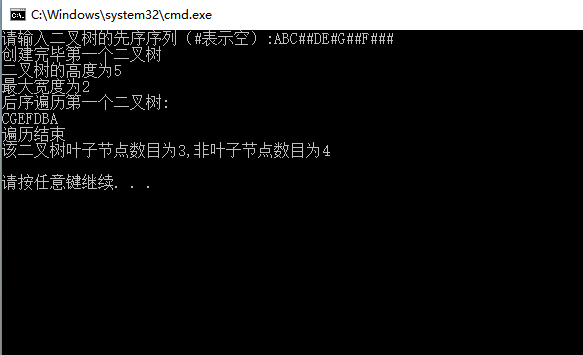 C:\Windows\system32\cmd.exe
请输入二叉树的先序序列（#表示空）:ABC##DE#G##F###
创建完毕第一个二叉树
二叉树的高度为5
最大宽度为2
后序遍历第一个二叉树:
CGEFDBA
遍历结束
该二叉树叶子节点数目为3,非叶子节点数目为4
请按任意键继续. . .